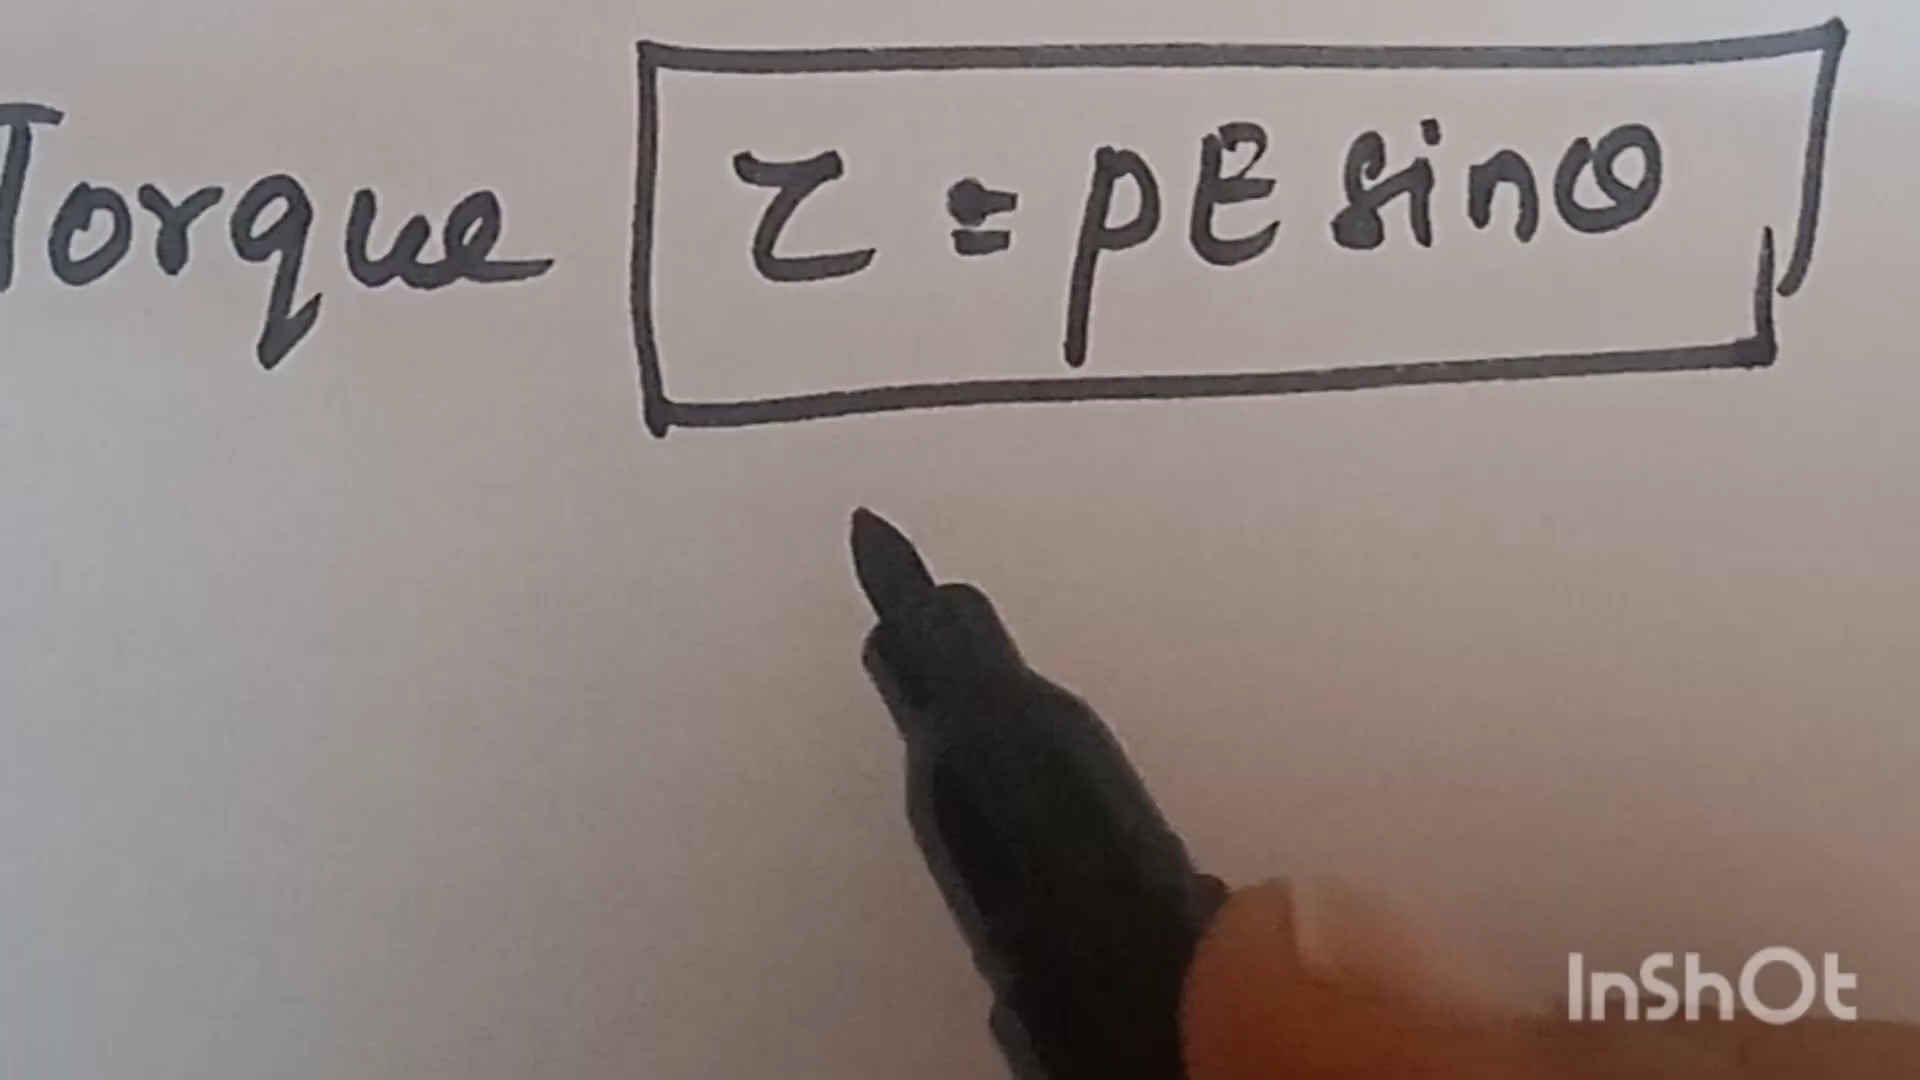 Torque τ = pE sinθ
InShOt